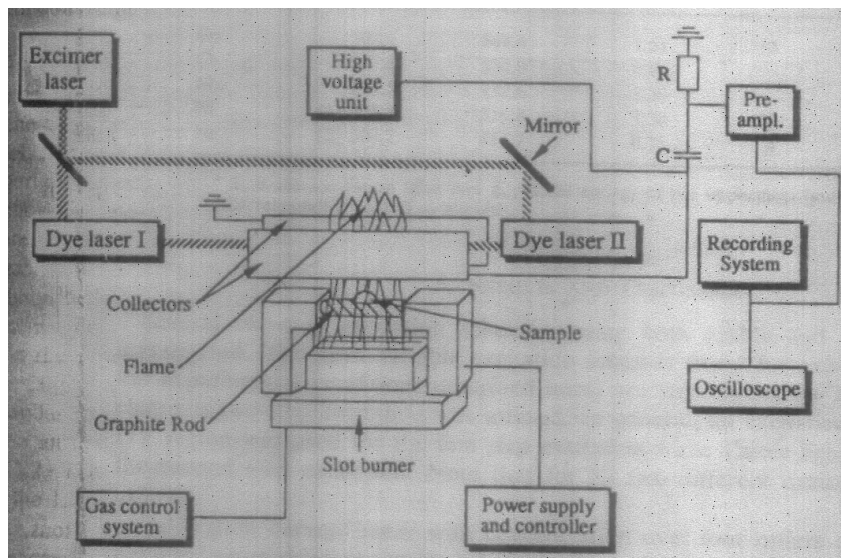 Excimer
laser
High
voltage
unit
R
Pre-
ampl.
Mirror
C
Dye laser I
Dye laser II
Recording
System
Collectors
Sample
Flame
Oscilloscope
Graphite Rod
Slot burner
Gas control
system
Power supply
and controller